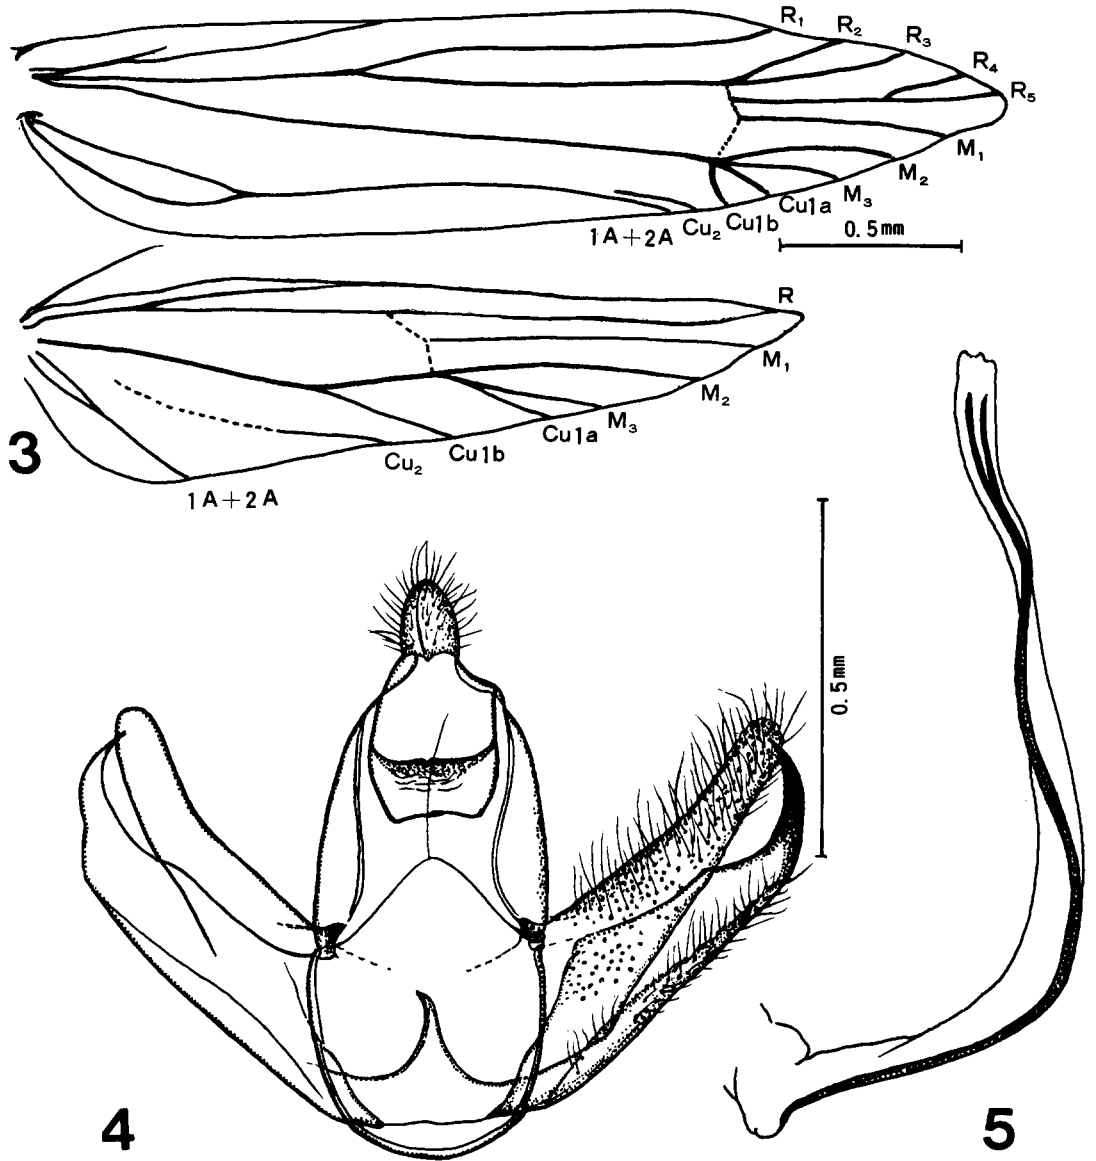 R₁
R₂
R₃
R₄
R₅
M₁
M₂
M₃
Cu1a
Cu1b
Cu₂
1A+2A
0.5mm
R
M₁
M₂
M₃
Cu1a
Cu1b
Cu₂
1A+2A
3
0.5mm
4
5